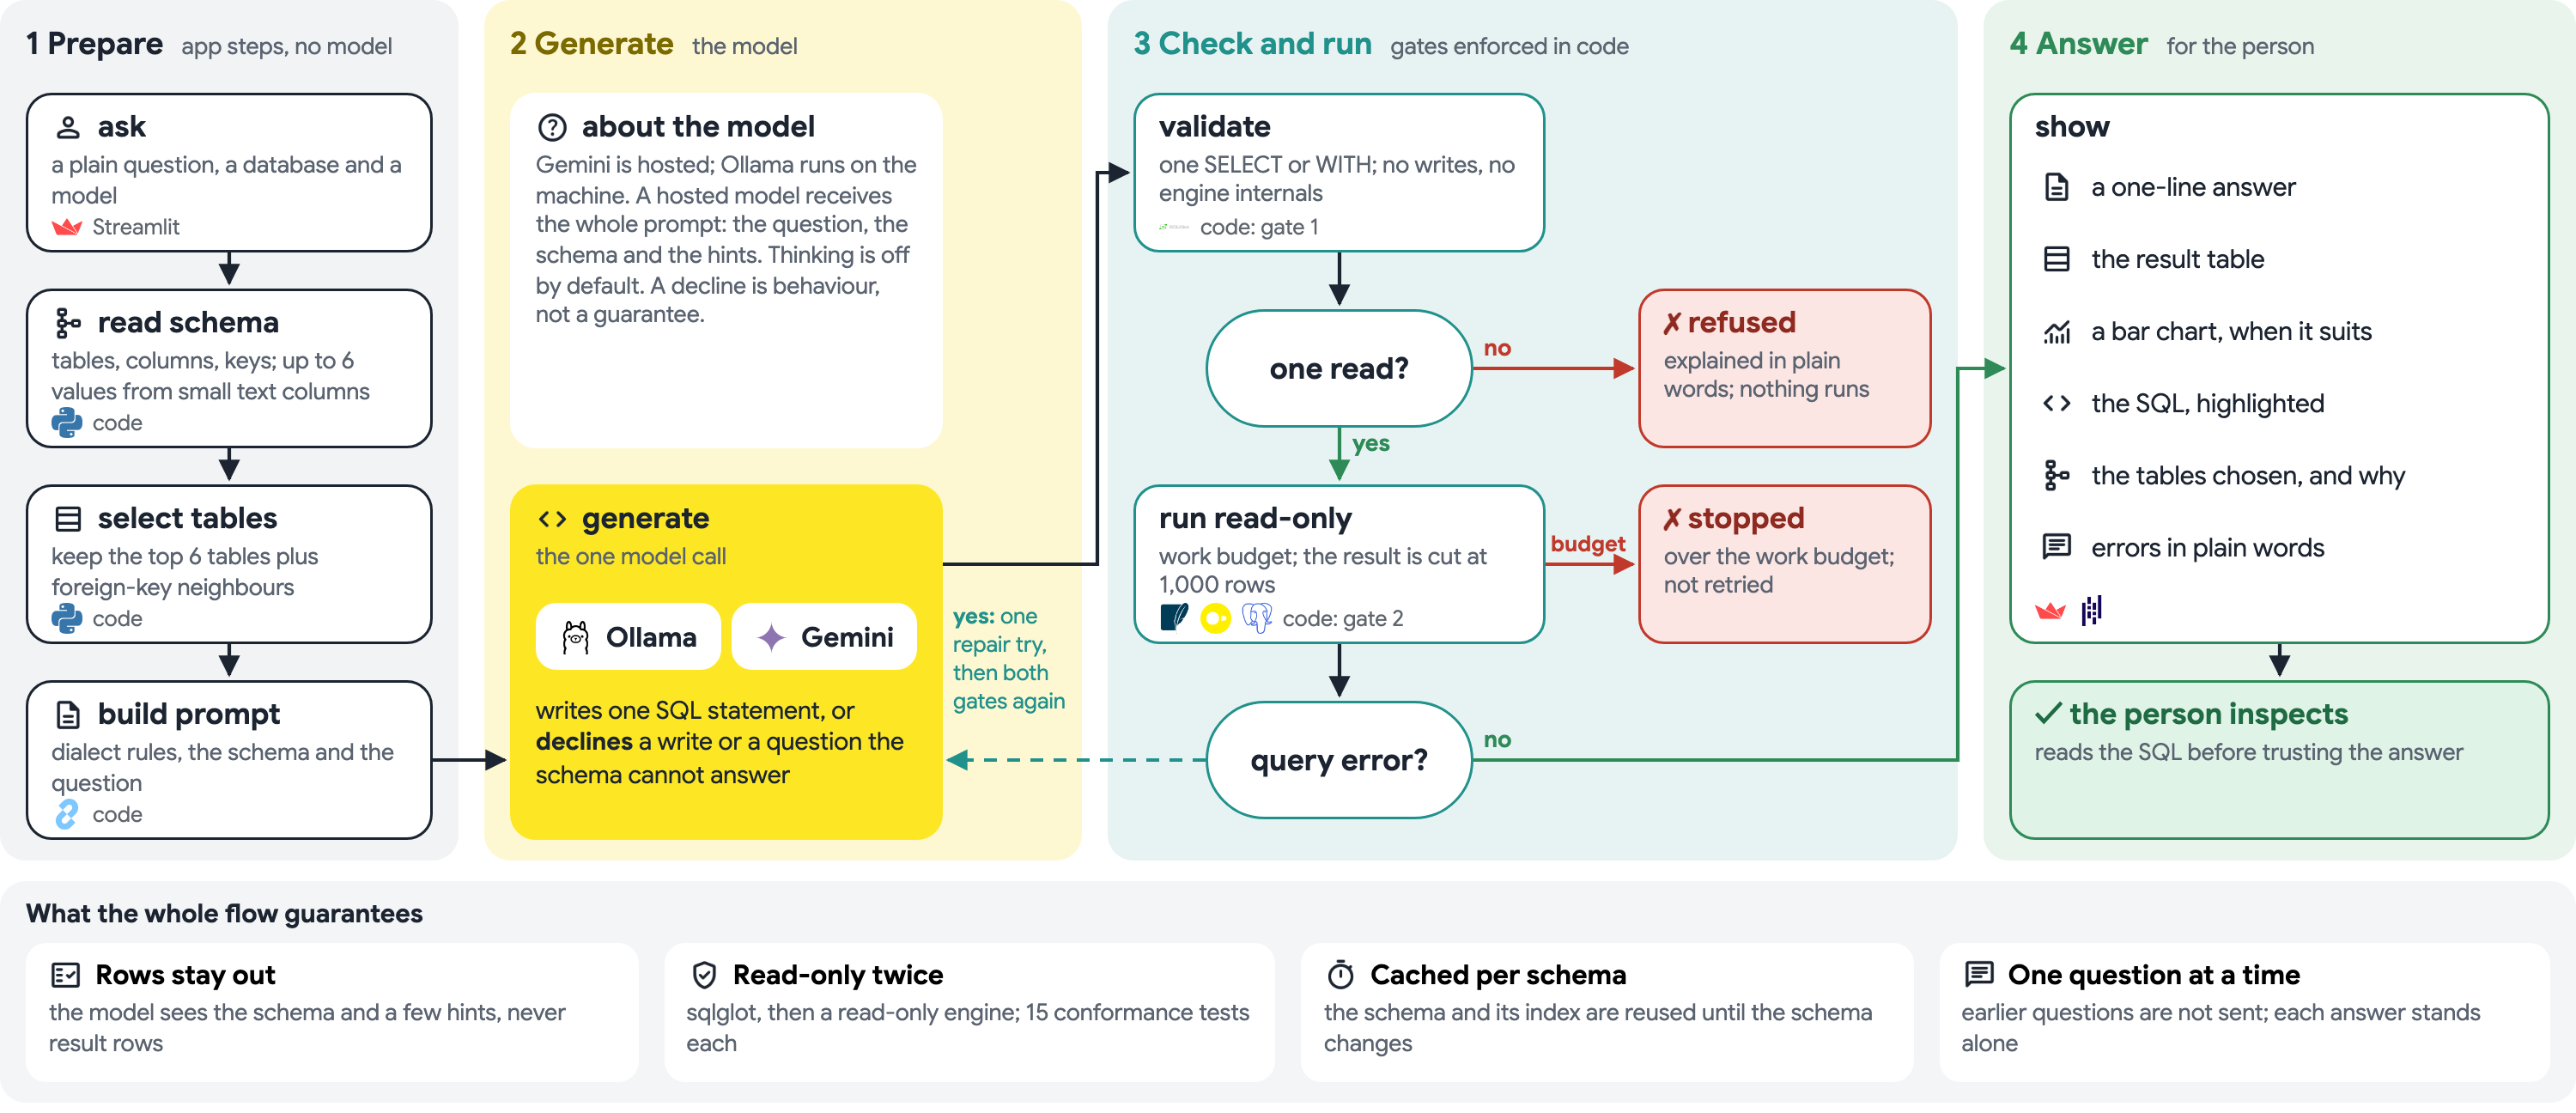 1 Prepare app steps, no model
ask
a plain question, a database and a
model
Streamlit
read schema
tables, columns, keys; up to 6
values from small text columns
code
select tables
keep the top 6 tables plus
foreign-key neighbours
code
build prompt
dialect rules, the schema and the
question
code
2 Generate the model
about the model
Gemini is hosted; Ollama runs on the
machine. A hosted model receives
the whole prompt: the question, the
schema and the hints. Thinking is off
by default. A decline is behaviour,
not a guarantee.
generate
the one model call
Ollama
Gemini
writes one SQL statement, or
declines a write or a question the
schema cannot answer
yes: one
repair try,
then both
gates again
3 Check and run gates enforced in code
validate
one SELECT or WITH; no writes, no
engine internals
code: gate 1
one read?
no
✗ refused
explained in plain
words; nothing runs
yes
run read-only
work budget; the result is cut at
1,000 rows
code: gate 2
budget
✗ stopped
over the work budget;
not retried
query error?
no
4 Answer for the person
show
a one-line answer
the result table
a bar chart, when it suits
the SQL, highlighted
the tables chosen, and why
errors in plain words
✓ the person inspects
reads the SQL before trusting the answer
What the whole flow guarantees
Rows stay out
the model sees the schema and a few hints, never
result rows
Read-only twice
sqlglot, then a read-only engine; 15 conformance tests
each
Cached per schema
the schema and its index are reused until the schema
changes
One question at a time
earlier questions are not sent; each answer stands
alone